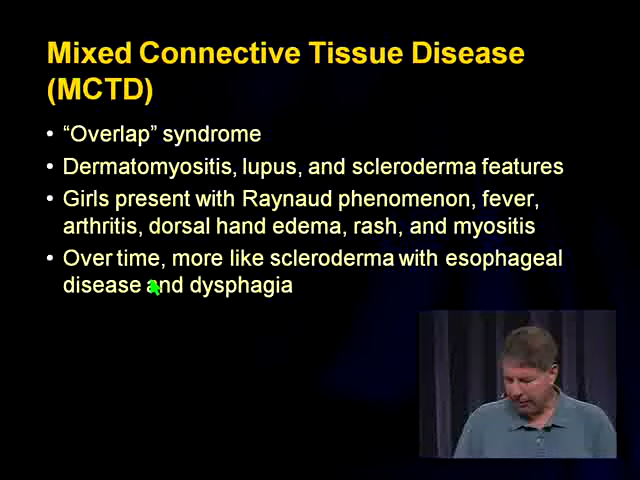 Mixed Connective Tissue Disease
(MCTD)
• “Overlap” syndrome
• Dermatomyositis, lupus, and scleroderma features
• Girls present with Raynaud phenomenon, fever,
arthritis, dorsal hand edema, rash, and myositis
• Over time, more like scleroderma with esophageal
disease and dysphagia